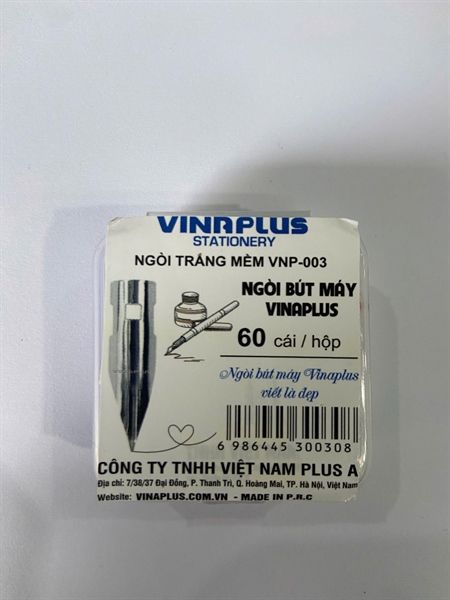 VINAPLUS
STATIONERY
NGÒI TRẮNG MÈM VNP-003
NGÒI BÚT MÁY
VINAPLUS
60 cái / hộp
Ngòi bút máy Vinaplus
viết là đẹp
6 986445 300308
CÔNG TY TNHH VIỆT NAM PLUS A
Địa chỉ: 7/38/37 Đại Đồng, P. Thanh Trì, Q. Hoàng Mai, TP. Hà Nội, Việt Nam
Website: VINAPLUS.COM.VN - MADE IN P.R.C